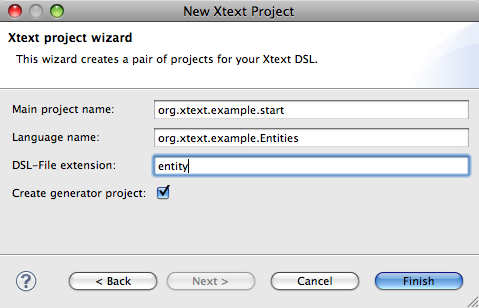 New Xtext Project
Xtext project wizard
This wizard creates a pair of projects for your Xtext DSL.
Main project name: org.xtext.example.start
Language name: org.xtext.example.Entities
DSL-File extension: entity
Create generator project:
? < Back Next > Cancel Finish